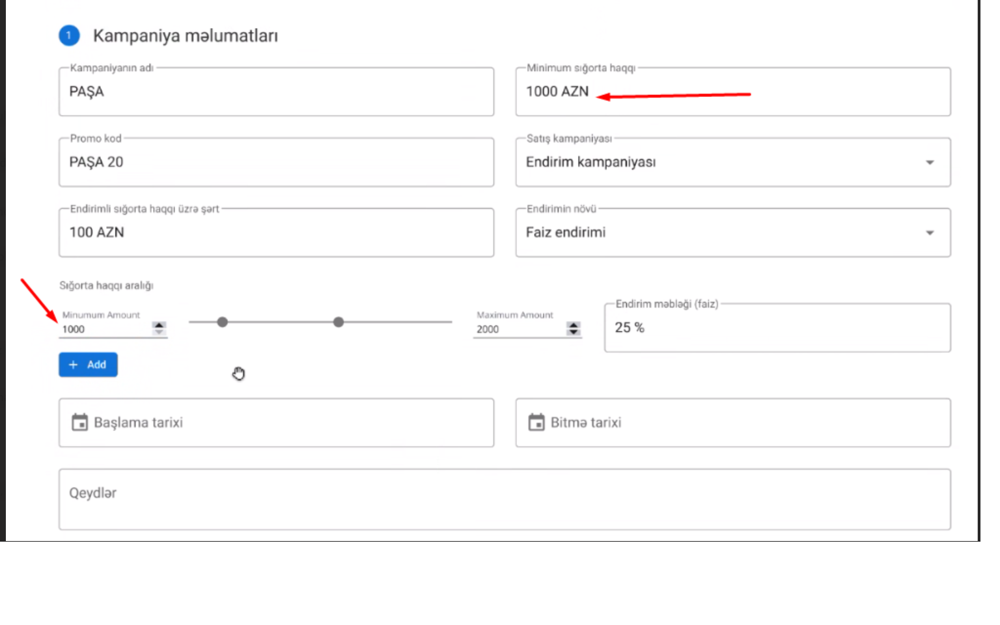 1 Kampaniya məlumatları
Kampaniyanın adı
PAŞA
Minimum sığorta haqqı
1000 AZN
Promo kod
PAŞA 20
Satış kampaniyası
Endirim kampaniyası
Endirimli sığorta haqqı üzrə şərt
100 AZN
Endirimin növü
Faiz endirimi
Sığorta haqqı aralığı
Minumum Amount
1000
Maximum Amount
2000
Endirim məbləği (faiz)
25 %
+ Add
Başlama tarixi
Bitmə tarixi
Qeydlər